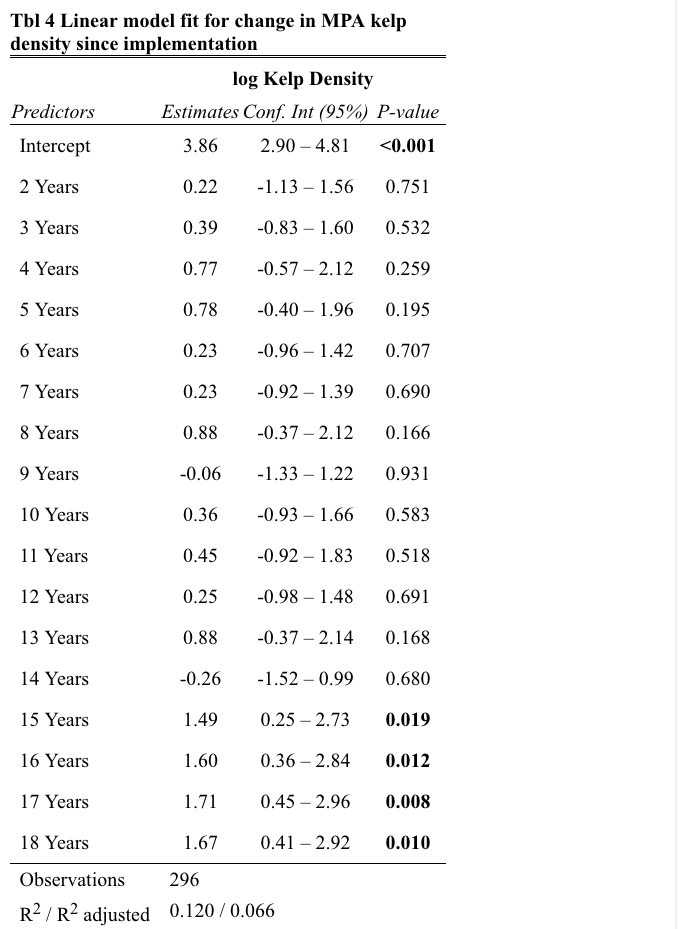 Tbl 4 Linear model fit for change in MPA kelp
density since implementation
log Kelp Density
Predictors Estimates Conf. Int (95%) P-value
Intercept 3.86 2.90 – 4.81 <0.001
2 Years 0.22 -1.13 – 1.56 0.751
3 Years 0.39 -0.83 – 1.60 0.532
4 Years 0.77 -0.57 – 2.12 0.259
5 Years 0.78 -0.40 – 1.96 0.195
6 Years 0.23 -0.96 – 1.42 0.707
7 Years 0.23 -0.92 – 1.39 0.690
8 Years 0.88 -0.37 – 2.12 0.166
9 Years -0.06 -1.33 – 1.22 0.931
10 Years 0.36 -0.93 – 1.66 0.583
11 Years 0.45 -0.92 – 1.83 0.518
12 Years 0.25 -0.98 – 1.48 0.691
13 Years 0.88 -0.37 – 2.14 0.168
14 Years -0.26 -1.52 – 0.99 0.680
15 Years 1.49 0.25 – 2.73 0.019
16 Years 1.60 0.36 – 2.84 0.012
17 Years 1.71 0.45 – 2.96 0.008
18 Years 1.67 0.41 – 2.92 0.010
Observations 296
R² / R² adjusted 0.120 / 0.066